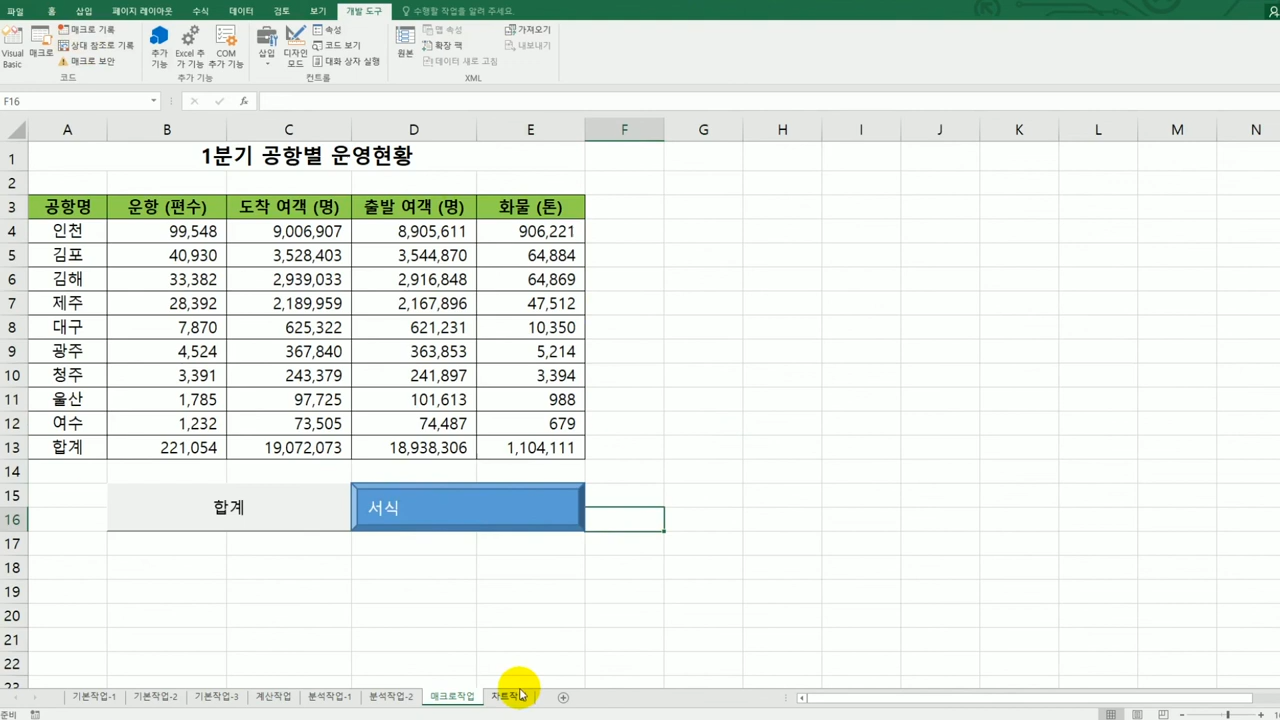 파일 홈 삽입 페이지 레이아웃 수식 데이터 검토 보기 개발 도구 수행할 작업을 알려 주세요.
Visual Basic
매크로
매크로 기록
상대 참조로 기록
매크로 보안
코드
추가 기능
Excel 추가 기능
COM 추가 기능
추가 기능
삽입
디자인 모드
속성
코드 보기
대화 상자 실행
컨트롤
원본
맵 속성
확장 팩
데이터 새로 고침
가져오기
내보내기
XML
F16 fx
A B C D E F G H I J K L M N
1 1분기 공항별 운영현황
2
3 공항명 운항 (편수) 도착 여객 (명) 출발 여객 (명) 화물 (톤)
4 인천 99,548 9,006,907 8,905,611 906,221
5 김포 40,930 3,528,403 3,544,870 64,884
6 김해 33,382 2,939,033 2,916,848 64,869
7 제주 28,392 2,189,959 2,167,896 47,512
8 대구 7,870 625,322 621,231 10,350
9 광주 4,524 367,840 363,853 5,214
10 청주 3,391 243,379 241,897 3,394
11 울산 1,785 97,725 101,613 988
12 여수 1,232 73,505 74,487 679
13 합계 221,054 19,072,073 18,938,306 1,104,111
14
15
합계 서식
16
17
18
19
20
21
22
23
기본작업-1 기본작업-2 기본작업-3 계산작업 분석작업-1 분석작업-2 매크로작업 차트작업
준비